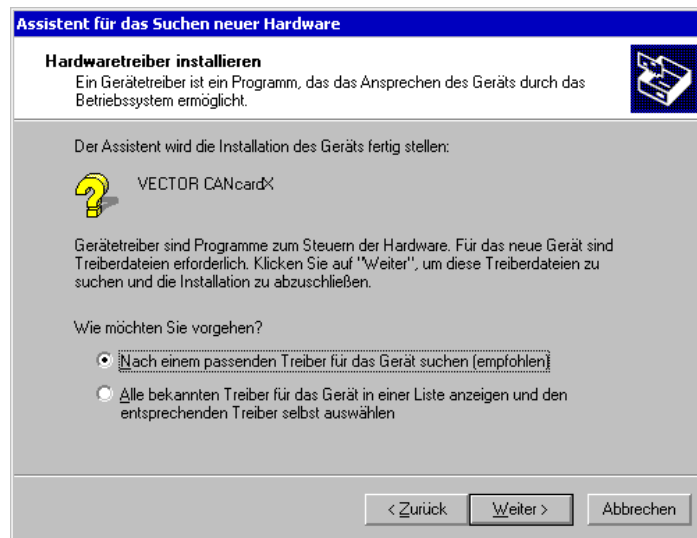 Assistent für das Suchen neuer Hardware
Hardwaretreiber installieren
Ein Gerätetreiber ist ein Programm, das das Ansprechen des Geräts durch das
Betriebssystem ermöglicht.
Der Assistent wird die Installation des Geräts fertig stellen:
VECTOR CANcardX
Gerätetreiber sind Programme zum Steuern der Hardware. Für das neue Gerät sind
Treiberdateien erforderlich. Klicken Sie auf "Weiter", um diese Treiberdateien zu
suchen und die Installation zu abzuschließen.
Wie möchten Sie vorgehen?
Nach einem passenden Treiber für das Gerät suchen (empfohlen)
Alle bekannten Treiber für das Gerät in einer Liste anzeigen und den
entsprechenden Treiber selbst auswählen
< Zurück Weiter > Abbrechen